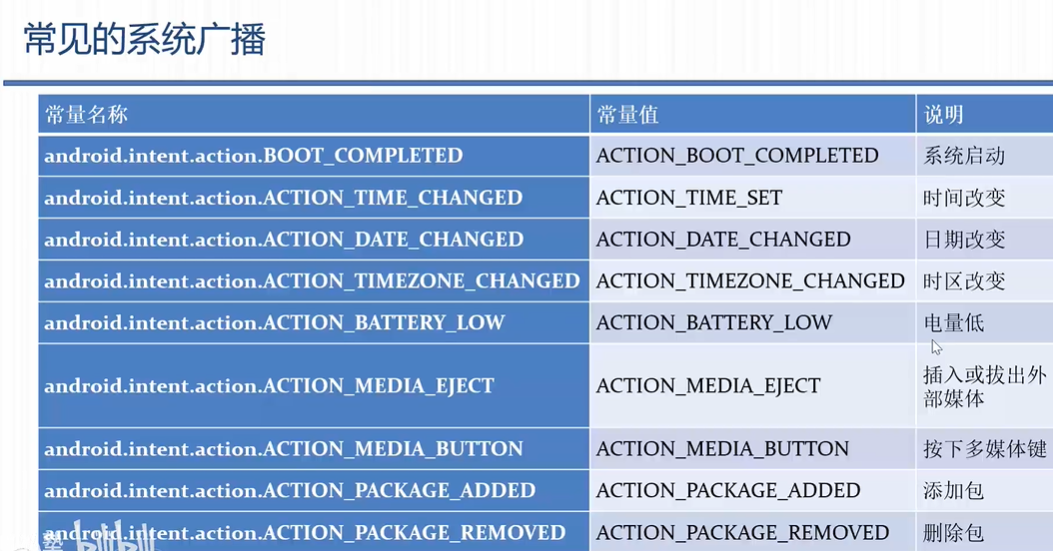 常见的系统广播
常量名称 常量值 说明
android.intent.action.BOOT_COMPLETED ACTION_BOOT_COMPLETED 系统启动
android.intent.action.ACTION_TIME_CHANGED ACTION_TIME_SET 时间改变
android.intent.action.ACTION_DATE_CHANGED ACTION_DATE_CHANGED 日期改变
android.intent.action.ACTION_TIMEZONE_CHANGED ACTION_TIMEZONE_CHANGED 时区改变
android.intent.action.ACTION_BATTERY_LOW ACTION_BATTERY_LOW 电量低
android.intent.action.ACTION_MEDIA_EJECT ACTION_MEDIA_EJECT 插入或拔出外
部媒体
android.intent.action.ACTION_MEDIA_BUTTON ACTION_MEDIA_BUTTON 按下多媒体键
android.intent.action.ACTION_PACKAGE_ADDED ACTION_PACKAGE_ADDED 添加包
android.intent.action.ACTION_PACKAGE_REMOVED ACTION_PACKAGE_REMOVED 删除包
bilibili